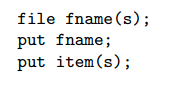 file fname(s);
put fname;
put item(s);